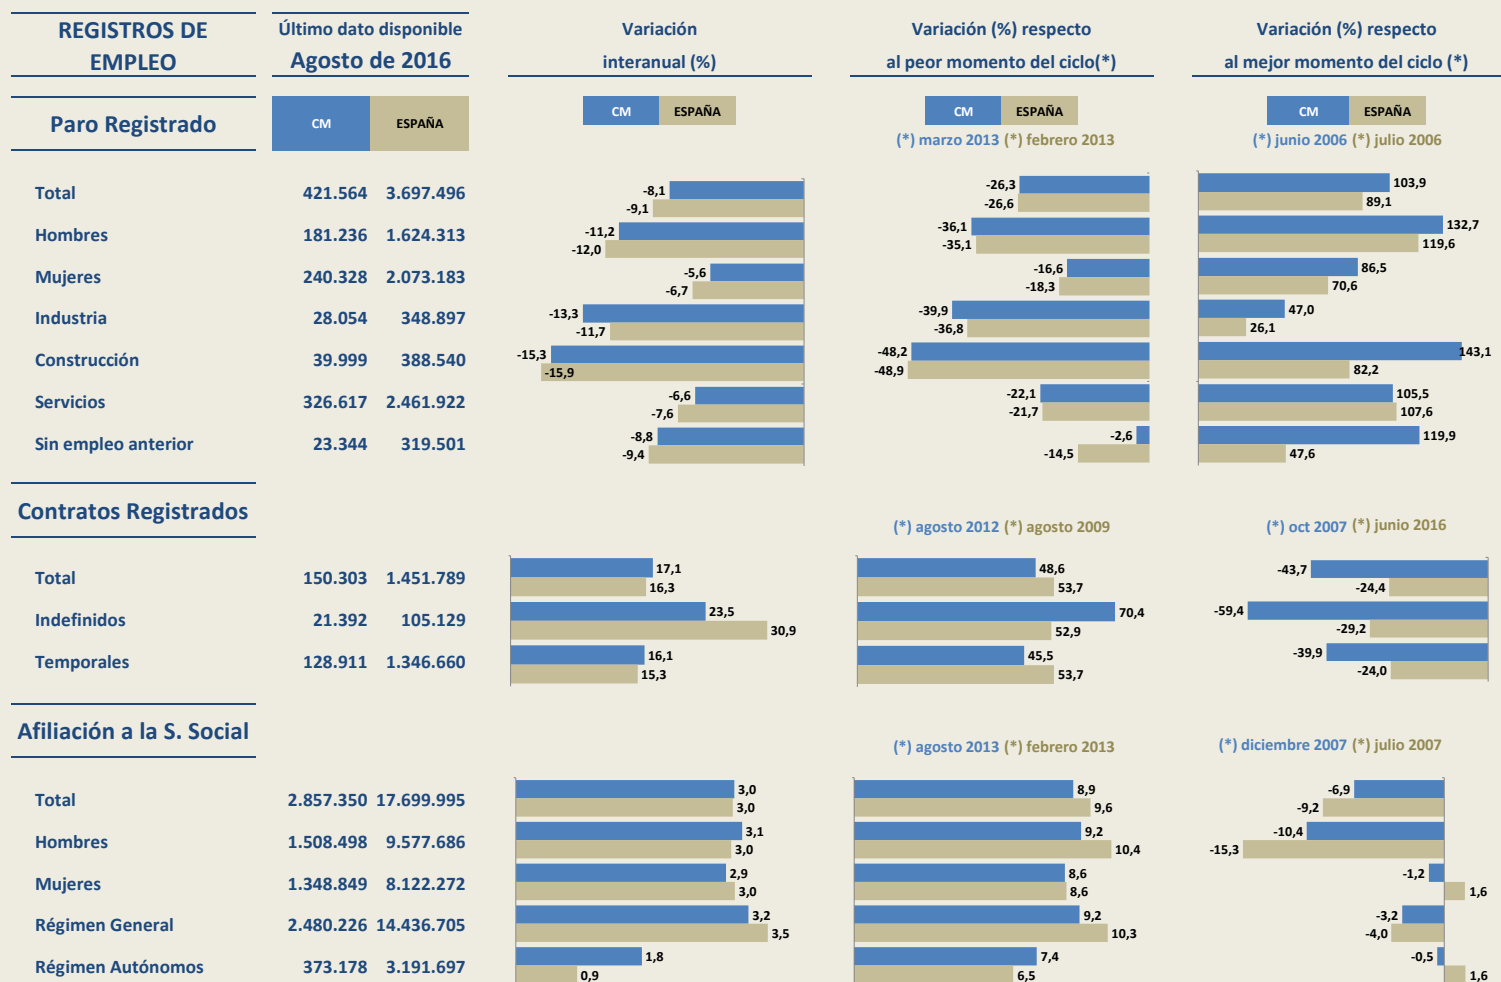 REGISTROS DE EMPLEO
Último dato disponible
Agosto de 2016
Variación
interanual (%)
Variación (%) respecto
al peor momento del ciclo(*)
Variación (%) respecto
al mejor momento del ciclo (*)
Paro Registrado
CM ESPAÑA
CM ESPAÑA
CM ESPAÑA
(*) marzo 2013 (*) febrero 2013
CM ESPAÑA
(*) junio 2006 (*) julio 2006
Total 421.564 3.697.496 -8,1 -26,3 103,9
-9,1 -26,6 89,1
Hombres 181.236 1.624.313 -11,2 -36,1 132,7
-12,0 -35,1 119,6
Mujeres 240.328 2.073.183 -5,6 -16,6 86,5
-6,7 -18,3 70,6
Industria 28.054 348.897 -13,3 -39,9 47,0
-11,7 -36,8 26,1
Construcción 39.999 388.540 -15,3 -48,2 143,1
-15,9 -48,9 82,2
Servicios 326.617 2.461.922 -6,6 -22,1 105,5
-7,6 -21,7 107,6
Sin empleo anterior 23.344 319.501 -8,8 -2,6 119,9
-9,4 -14,5 47,6
Contratos Registrados
(*) agosto 2012 (*) agosto 2009
(*) oct 2007 (*) junio 2016
Total 150.303 1.451.789 17,1 48,6 -43,7
16,3 53,7 -24,4
Indefinidos 21.392 105.129 23,5 70,4 -59,4
30,9 52,9 -29,2
Temporales 128.911 1.346.660 16,1 45,5 -39,9
15,3 53,7 -24,0
Afiliación a la S. Social
(*) agosto 2013 (*) febrero 2013
(*) diciembre 2007 (*) julio 2007
Total 2.857.350 17.699.995 3,0 8,9 -6,9
3,0 9,6 -9,2
Hombres 1.508.498 9.577.686 3,1 9,2 -10,4
3,0 10,4 -15,3
Mujeres 1.348.849 8.122.272 2,9 8,6 -1,2
3,0 8,6 1,6
Régimen General 2.480.226 14.436.705 3,2 9,2 -3,2
3,5 10,3 -4,0
Régimen Autónomos 373.178 3.191.697 1,8 7,4 -0,5
0,9 6,5 1,6